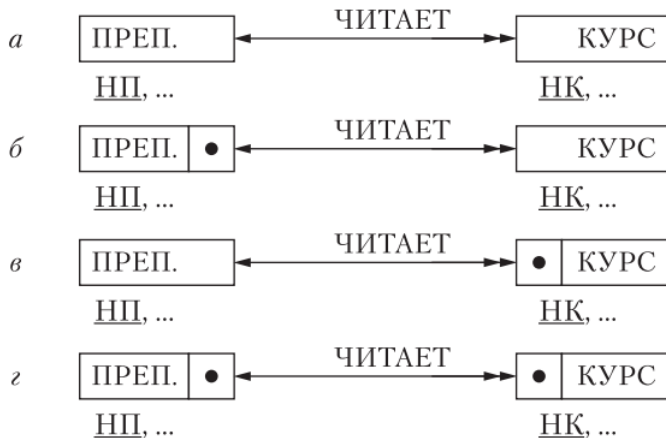 ЧИТАЕТ
а ПРЕП. КУРС
НП, ... НК, ...
ЧИТАЕТ
б ПРЕП. КУРС
НП, ... НК, ...
ЧИТАЕТ
в ПРЕП. КУРС
НП, ... НК, ...
ЧИТАЕТ
г ПРЕП. КУРС
НП, ... НК, ...